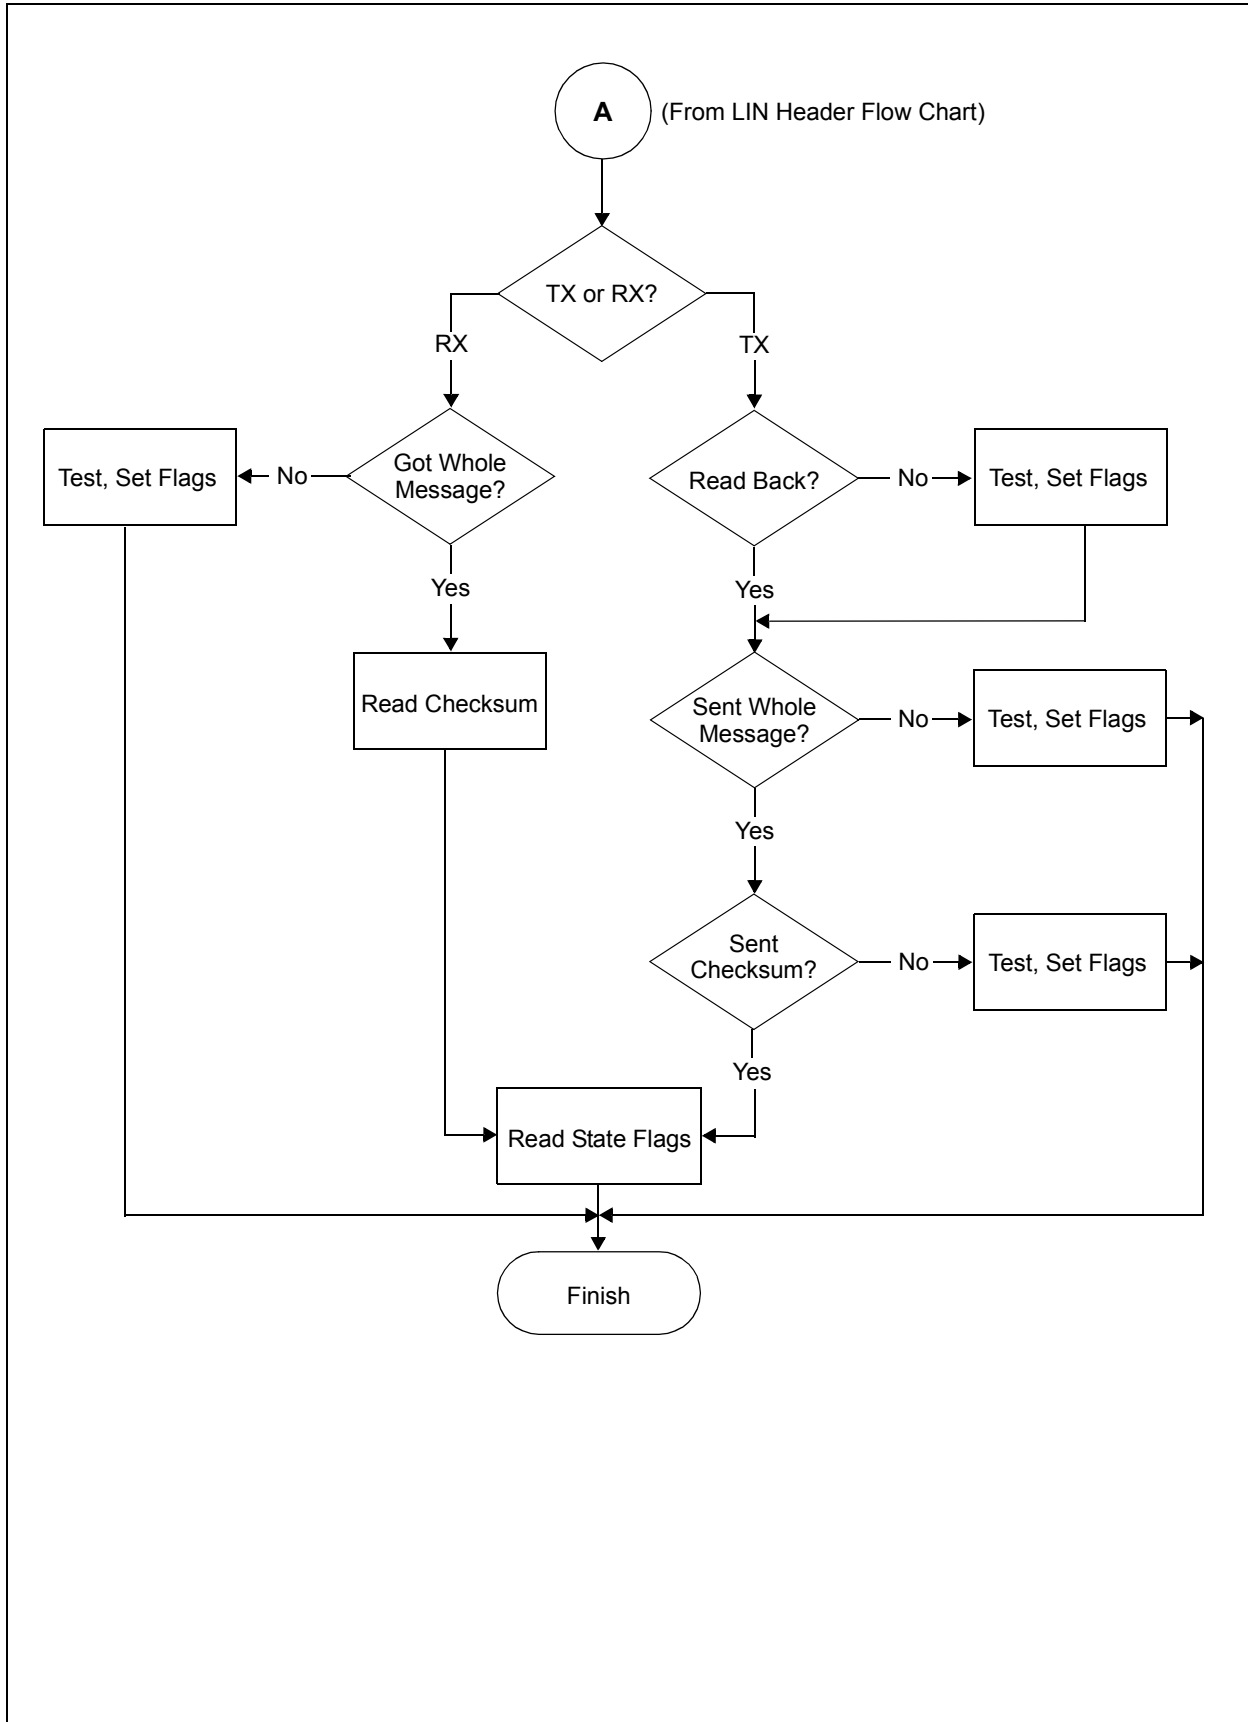 A
(From LIN Header Flow Chart)
TX or RX?
RX
TX
Test, Set Flags
No
Got Whole
Message?
Read Back?
No
Test, Set Flags
Yes
Yes
Read Checksum
Sent Whole
Message?
No
Test, Set Flags
Yes
Sent
Checksum?
No
Test, Set Flags
Yes
Read State Flags
Finish